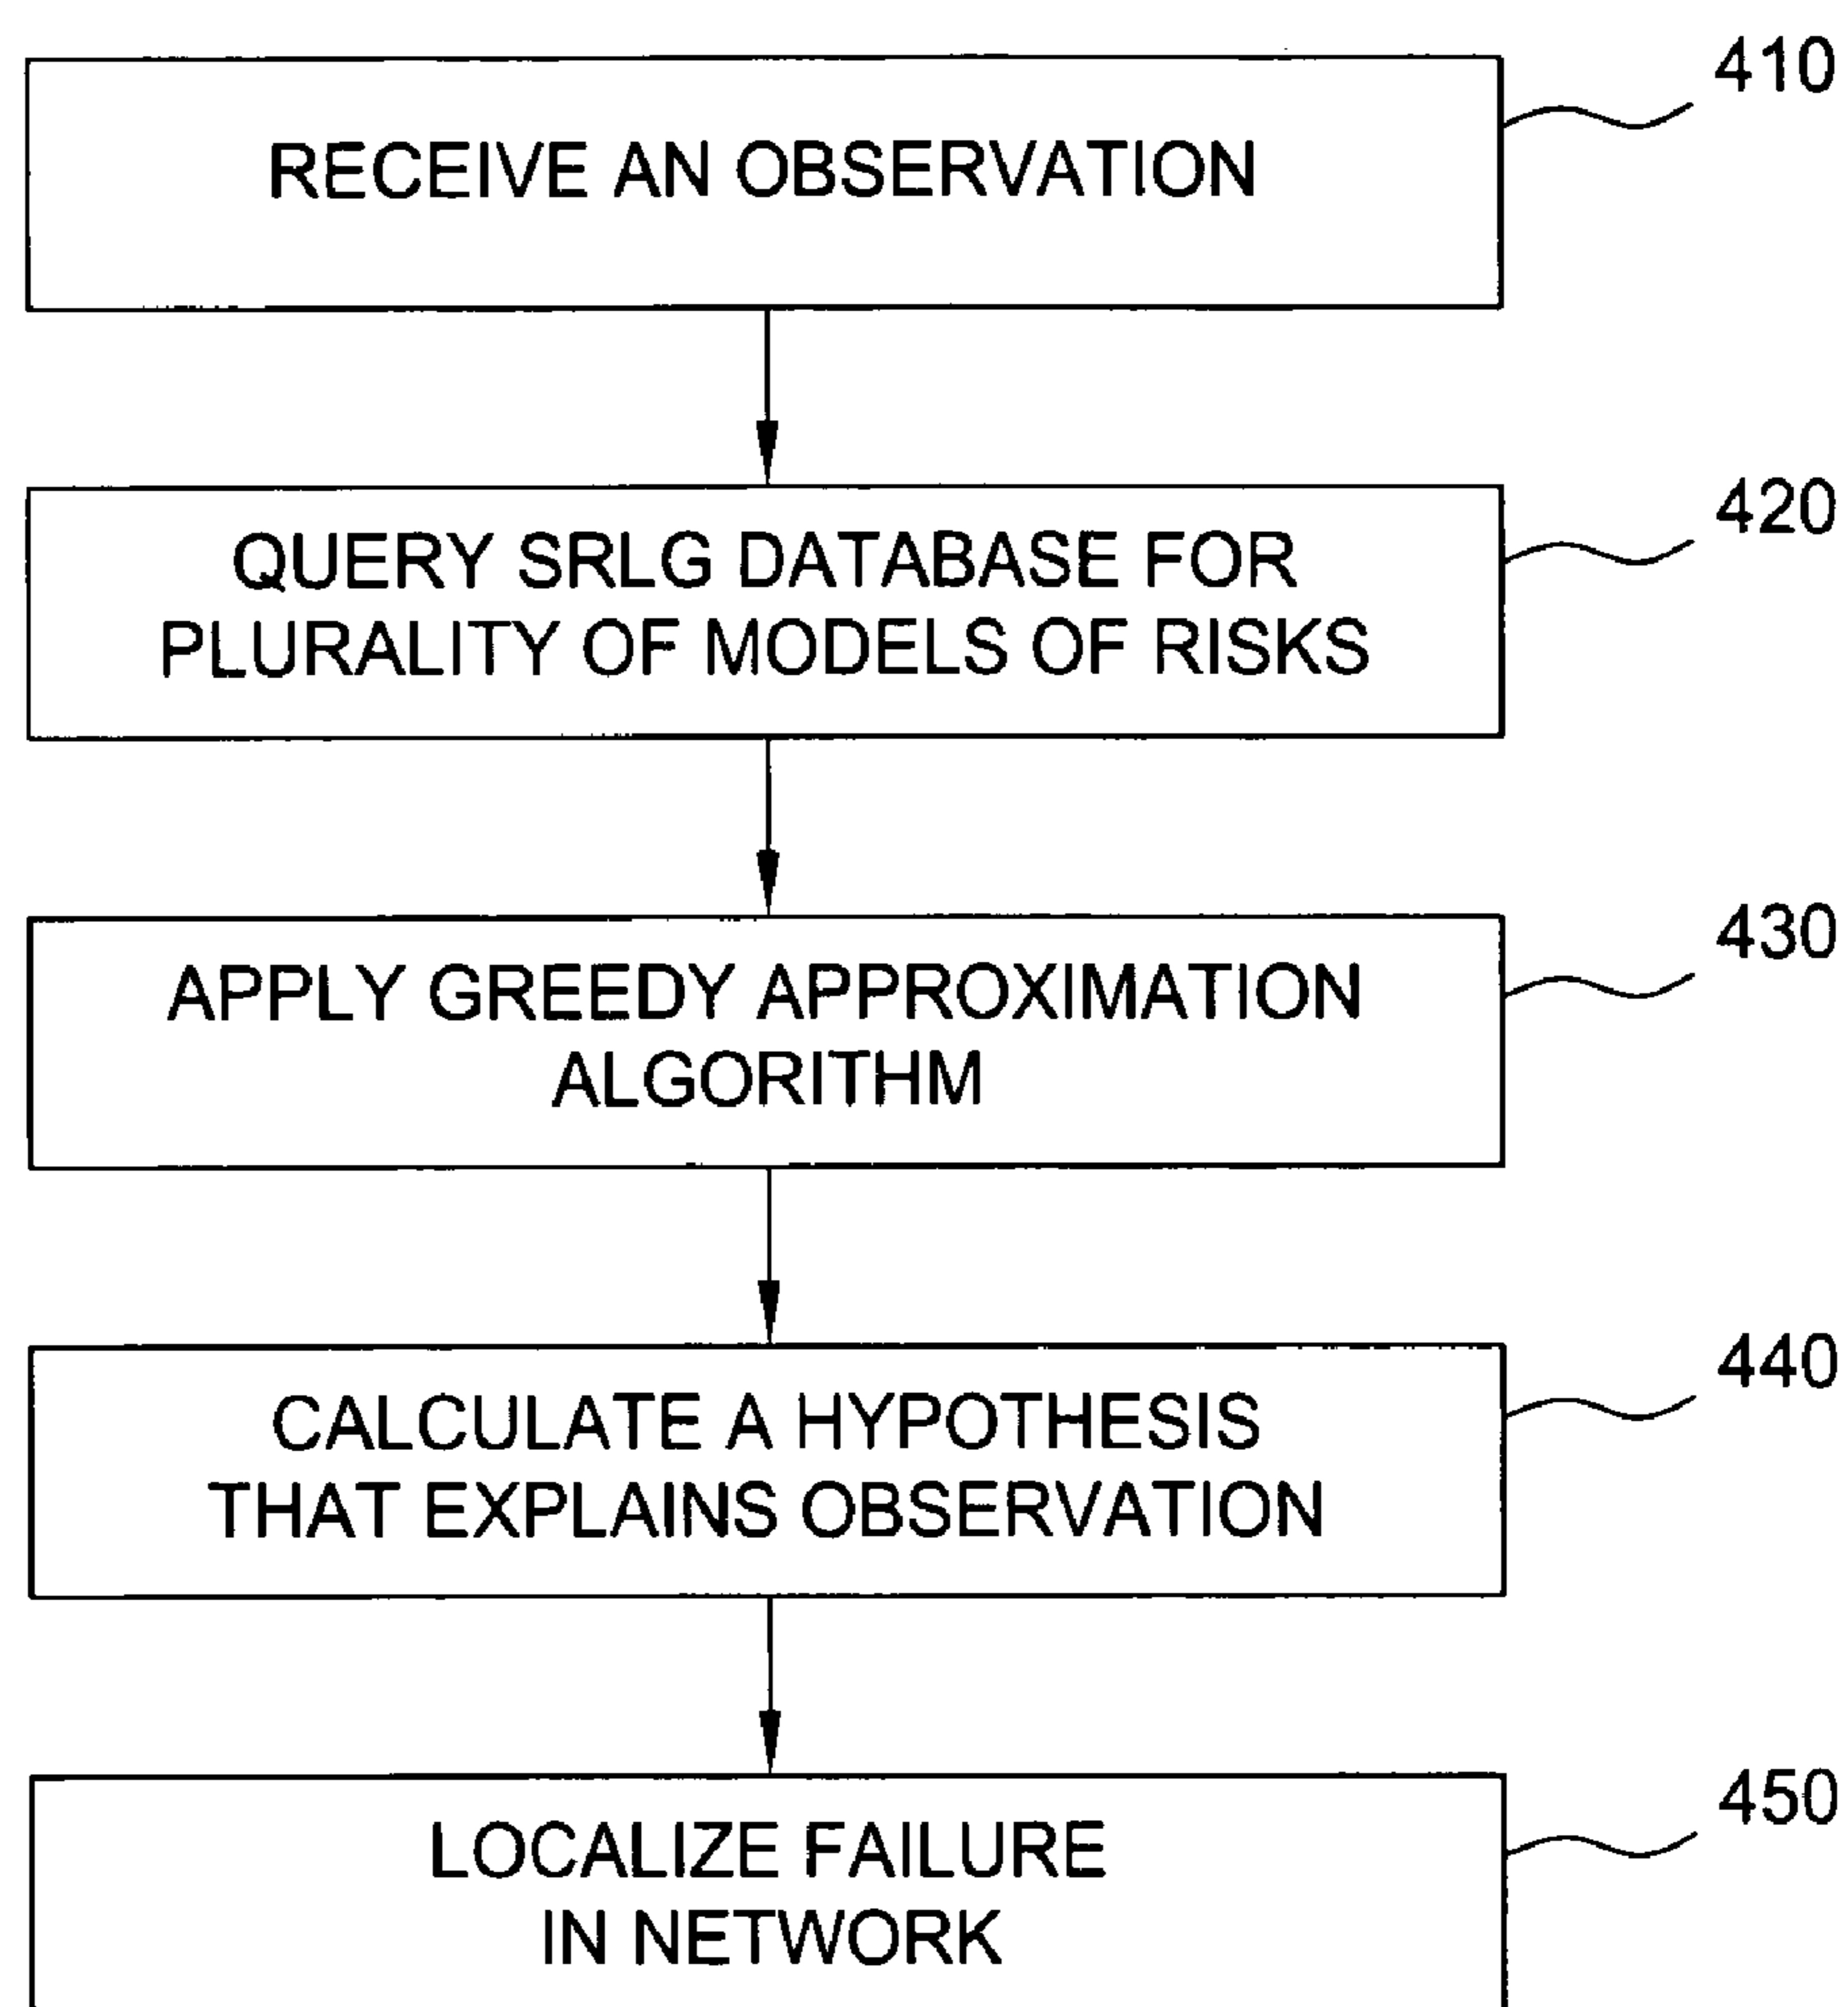 410
RECEIVE AN OBSERVATION
420
QUERY SRLG DATABASE FOR
PLURALITY OF MODELS OF RISKS
430
APPLY GREEDY APPROXIMATION
ALGORITHM
440
CALCULATE A HYPOTHESIS
THAT EXPLAINS OBSERVATION
450
LOCALIZE FAILURE
IN NETWORK